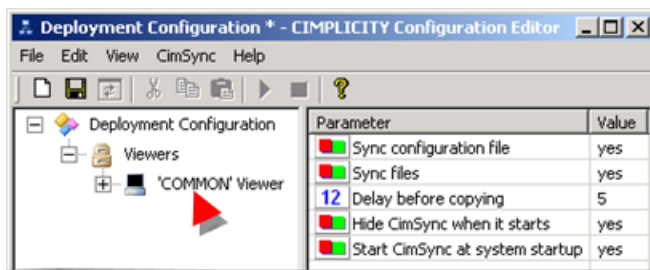 Deployment Configuration * - CIMPLICITY Configuration Editor
File Edit View CimSync Help
Deployment Configuration
Viewers
'COMMON' Viewer
Parameter Value
Sync configuration file yes
Sync files yes
12 Delay before copying 5
Hide CimSync when it starts yes
Start CimSync at system startup yes